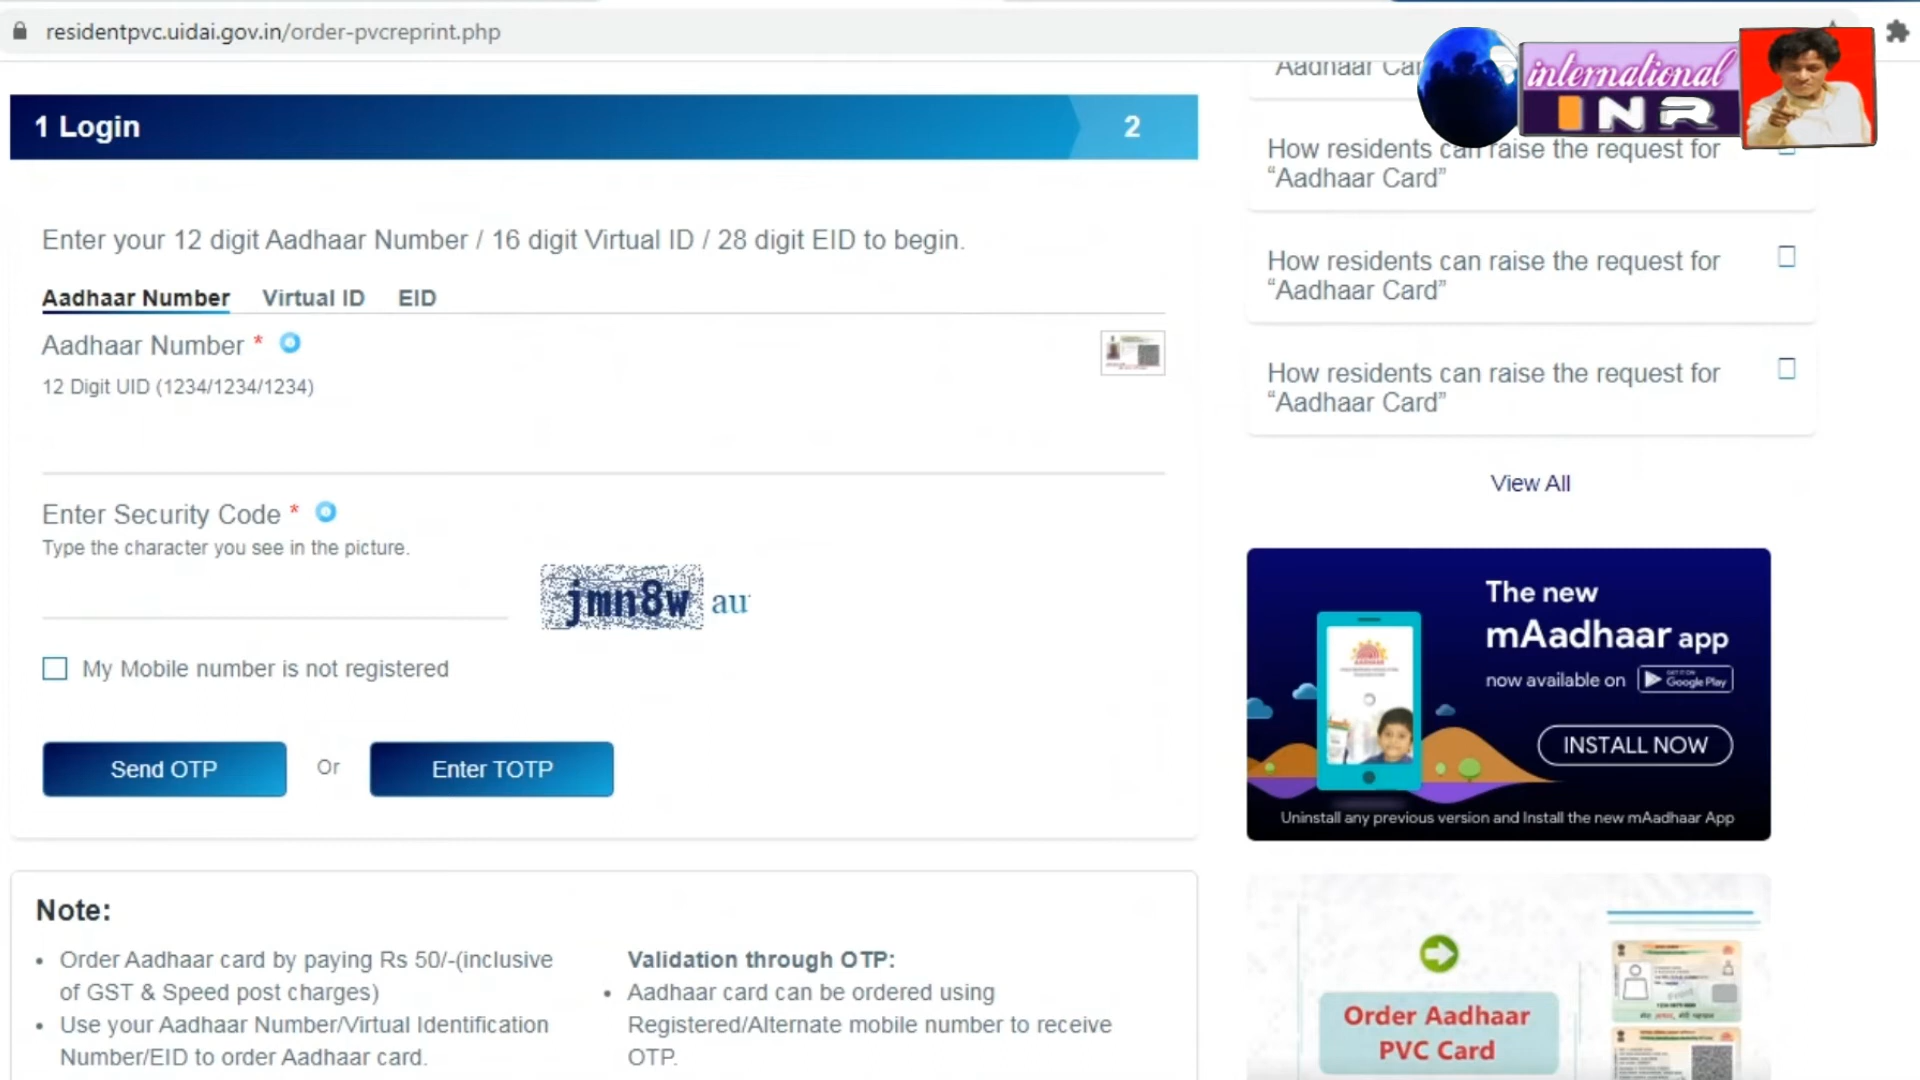 residentpvc.uidai.gov.in/order-pvcreprint.php
international
INR
1 Login
2
Enter your 12 digit Aadhaar Number / 16 digit Virtual ID / 28 digit EID to begin.
Aadhaar Number
Virtual ID
EID
Aadhaar Number *
12 Digit UID (1234/1234/1234)
Enter Security Code *
Type the character you see in the picture.
jmn8w
au
My Mobile number is not registered
Send OTP
Or
Enter TOTP
Note:
• Order Aadhaar card by paying Rs 50/-(inclusive
of GST & Speed post charges)
• Use your Aadhaar Number/Virtual Identification
Number/EID to order Aadhaar card.
Validation through OTP:
• Aadhaar card can be ordered using
Registered/Alternate mobile number to receive
OTP.
Aadhaar Car
How residents can raise the request for
“Aadhaar Card”
How residents can raise the request for
“Aadhaar Card”
How residents can raise the request for
“Aadhaar Card”
View All
The new
mAadhaar app
now available on
GET IT ON
Google Play
INSTALL NOW
Uninstall any previous version and Install the new mAadhaar App
Order Aadhaar
PVC Card